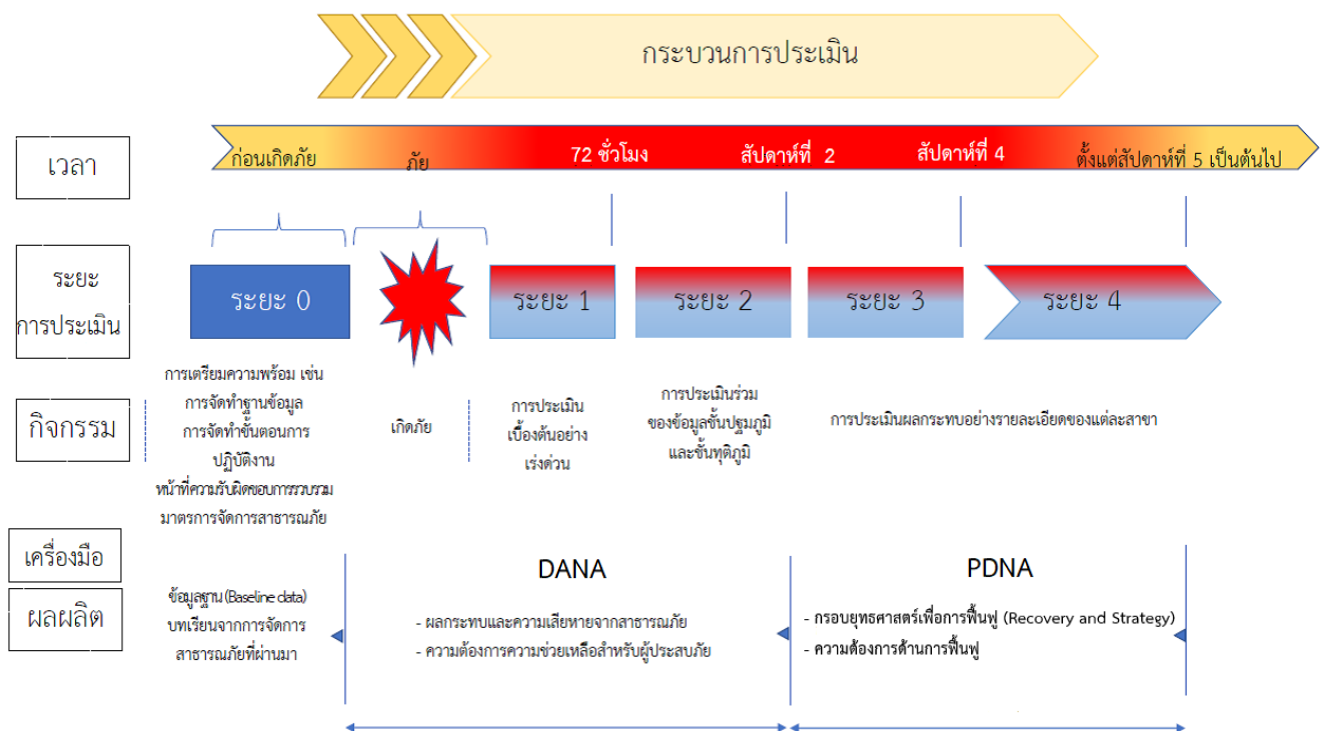 กระบวนการประเมิน
เวลา
ก่อนเกิดภัย
ภัย
72 ชั่วโมง
สัปดาห์ที่ 2
สัปดาห์ที่ 4
ตั้งแต่สัปดาห์ที่ 5 เป็นต้นไป
ระยะ
การประเมิน
ระยะ 0
ระยะ 1
ระยะ 2
ระยะ 3
ระยะ 4
กิจกรรม
การเตรียมความพร้อม เช่น
การจัดทำฐานข้อมูล
การจัดทำขั้นตอนการ
ปฏิบัติงาน
หน้าที่ความรับผิดชอบการรวบรวม
มาตรการจัดการสาธารณภัย
เกิดภัย
การประเมิน
เบื้องต้นอย่าง
เร่งด่วน
การประเมินร่วม
ของข้อมูลชั้นปฐมภูมิ
และชั้นทุติภูมิ
การประเมินผลกระทบอย่างรายละเอียดของแต่ละสาขา
เครื่องมือ
DANA
PDNA
ผลผลิต
ข้อมูลฐาน (Baseline data)
บทเรียนจากการจัดการ
สาธารณภัยที่ผ่านมา
- ผลกระทบและความเสียหายจากสาธารณภัย
- ความต้องการความช่วยเหลือสำหรับผู้ประสบภัย
- กรอบยุทธศาสตร์เพื่อการฟื้นฟู (Recovery and Strategy)
- ความต้องการด้านการฟื้นฟู